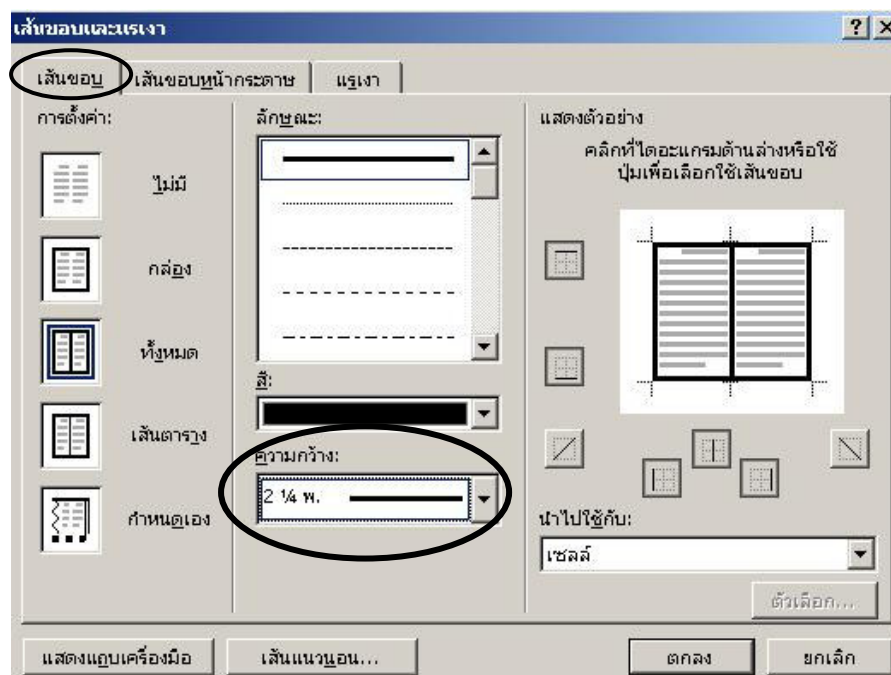 เส้นขอบและแรเงา
เส้นขอบ
เส้นขอบหน้ากระดาษ
แรเงา
การตั้งค่า:
ไม่มี
กล่อง
ทั้งหมด
เส้นตาราง
กำหนดเอง
ลักษณะ:
สี:
ความกว้าง:
2 ¼ พ.
แสดงตัวอย่าง
คลิกที่ไดอะแกรมด้านล่างหรือใช้
ปุ่มเพื่อเลือกใช้เส้นขอบ
นำไปใช้กับ:
เซลล์
ตัวเลือก...
แสดงแถบเครื่องมือ
เส้นแนวนอน...
ตกลง
ยกเลิก